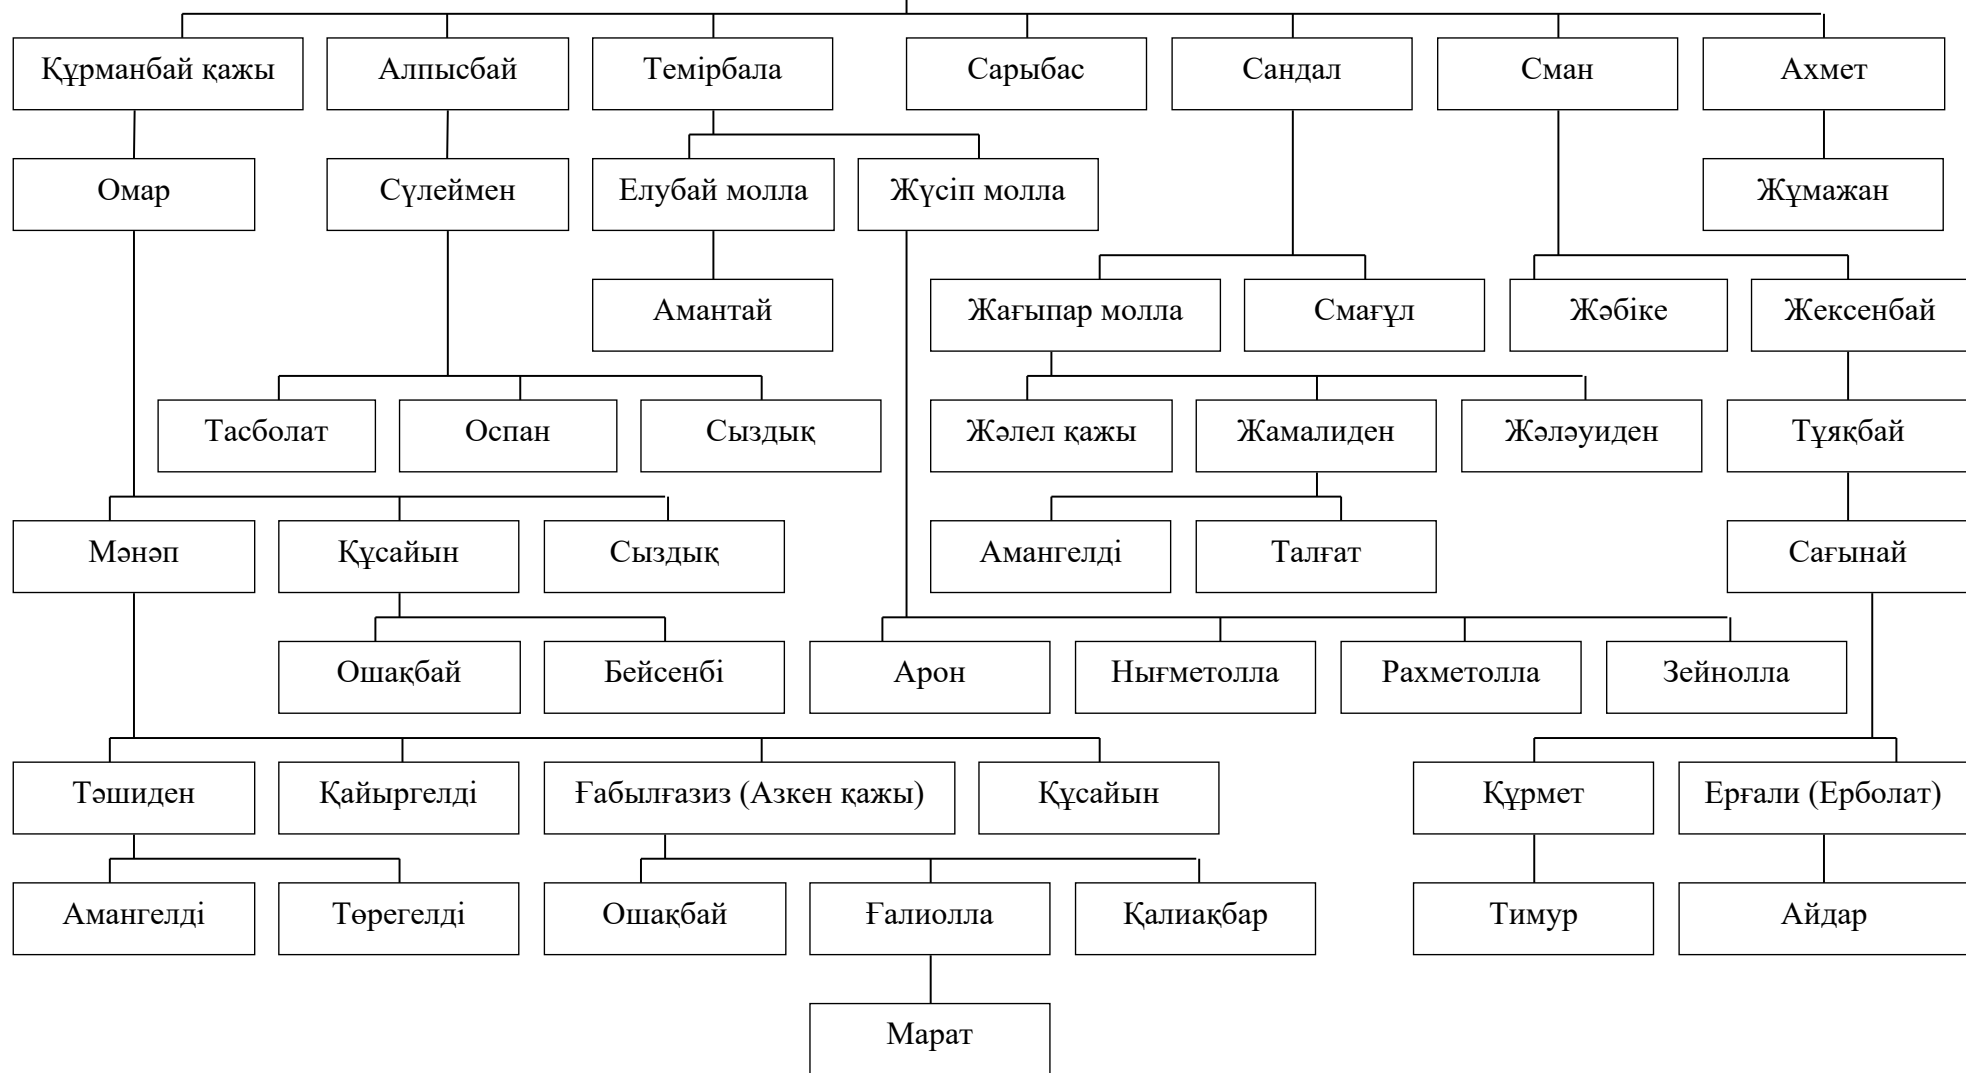 Құрманбай қажы
Алпысбай
Темірбала
Сарыбас
Сандал
Сман
Ахмет
Омар
Сүлеймен
Елубай молла
Жүсіп молла
Жұмажан
Амантай
Жағыпар молла
Смағұл
Жәбіке
Жексенбай
Тасболат
Оспан
Сыздық
Жәлел қажы
Жамалиден
Жәләуиден
Тұяқбай
Мәнәп
Құсайын
Сыздық
Амангелді
Талғат
Сағынай
Ошақбай
Бейсенбі
Арон
Нығметолла
Рахметолла
Зейнолла
Тәшиден
Қайыргелді
Ғабылғазиз (Азкен қажы)
Құсайын
Құрмет
Ерғали (Ерболат)
Амангелді
Төрегелді
Ошақбай
Ғалиолла
Қалиақбар
Тимур
Айдар
Марат